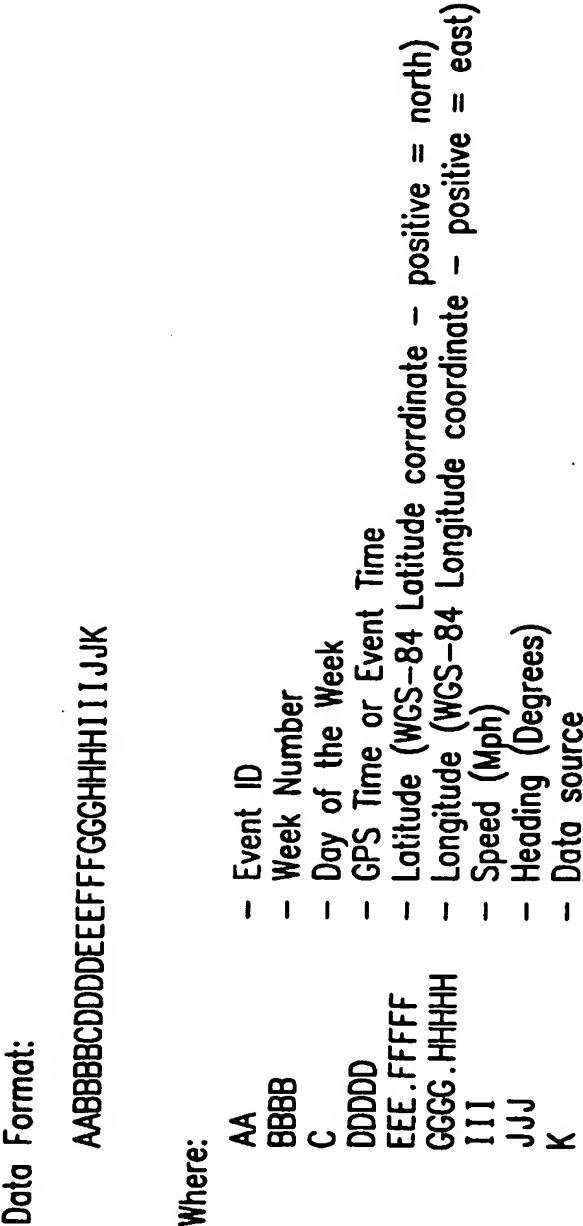 Data Format:
AABBBBCDDDDEEEFFFGGGHHHHIIIJJK
Where:
AA – Event ID
BBBB – Week Number
C – Day of the Week
DDDDD – GPS Time or Event Time
EEE.FFFFF – Latitude (WGS–84 Latitude corrdinate – positive = north)
GGGG.HHHHH – Longitude (WGS–84 Longitude coordinate – positive = east)
III – Speed (Mph)
JJJ – Heading (Degrees)
K – Data source